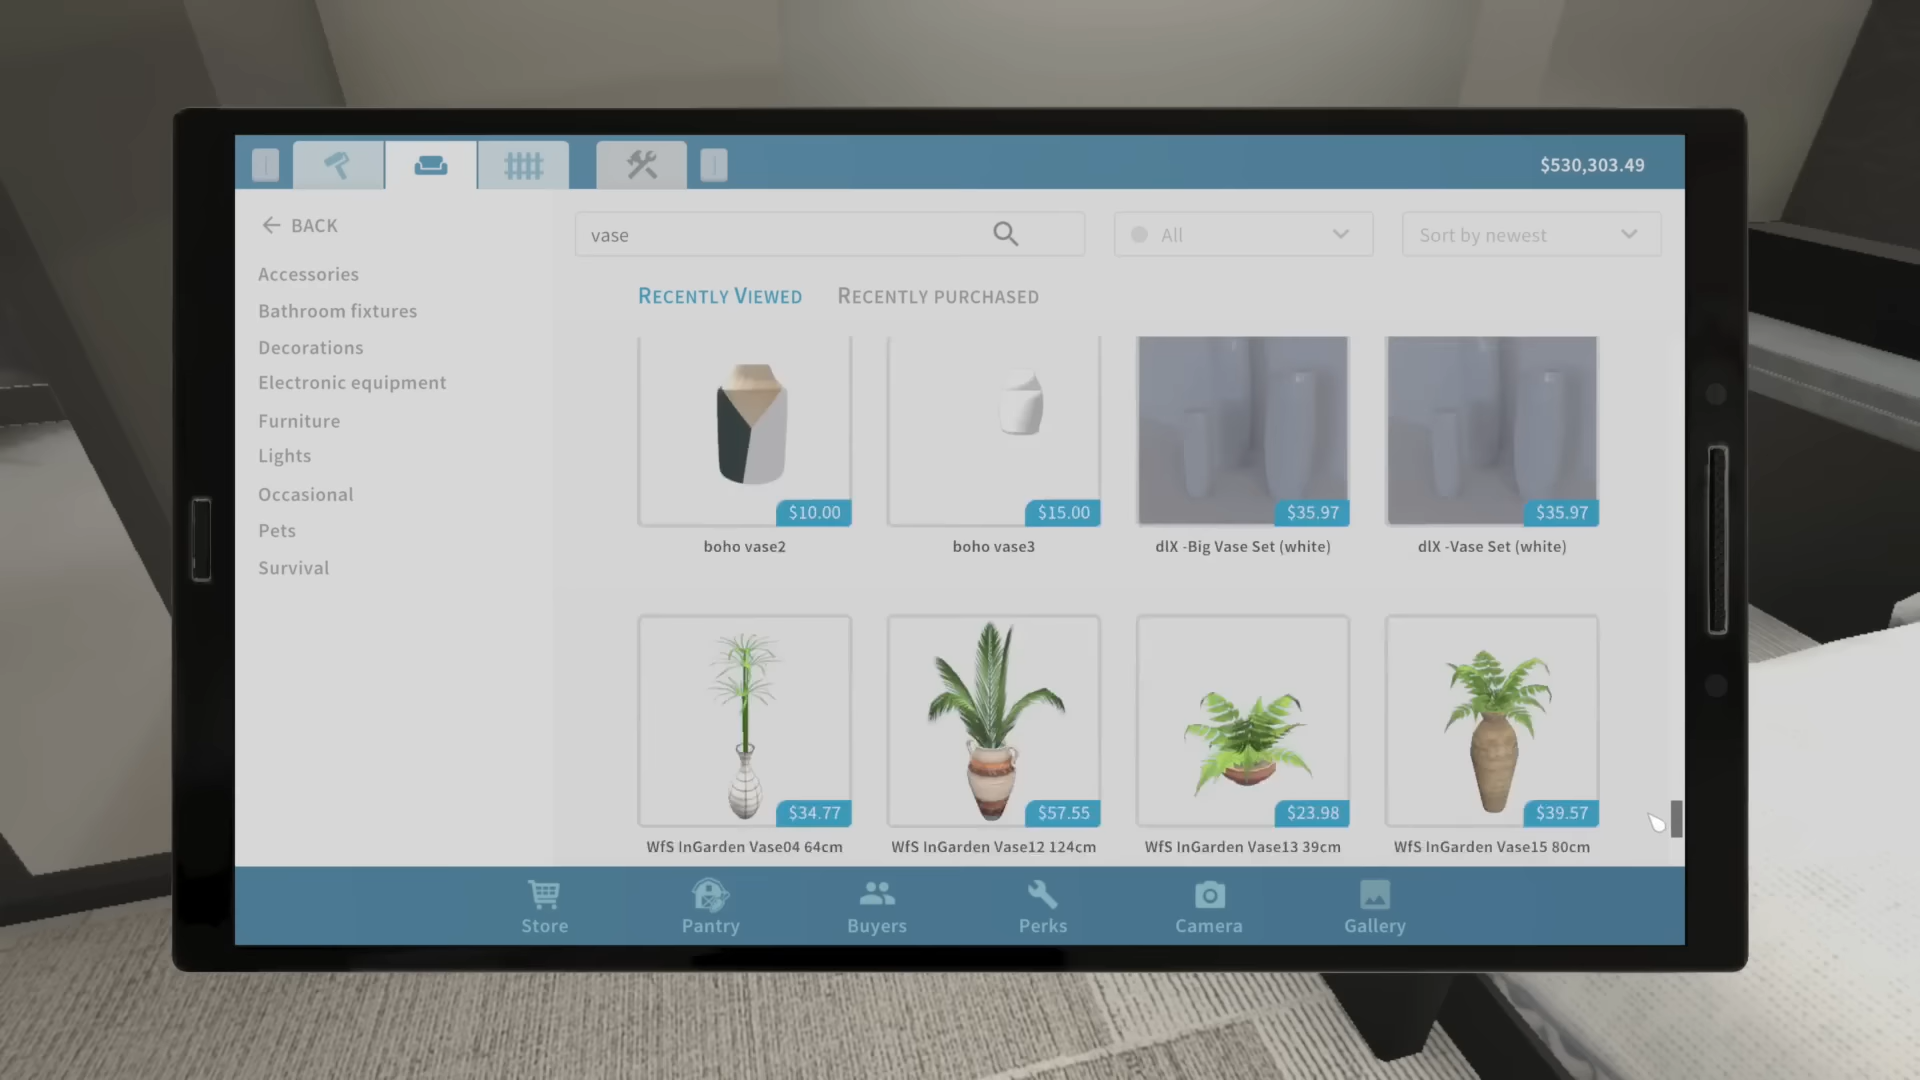 $530,303.49
BACK
vase
All
Sort by newest
Accessories
Bathroom fixtures
Decorations
Electronic equipment
Furniture
Lights
Occasional
Pets
Survival
RECENTLY VIEWED
RECENTLY PURCHASED
$10.00
$15.00
$35.97
$35.97
boho vase2
boho vase3
dlX -Big Vase Set (white)
dlX -Vase Set (white)
$34.77
$57.55
$23.98
$39.57
WfS InGarden Vase04 64cm
WfS InGarden Vase12 124cm
WfS InGarden Vase13 39cm
WfS InGarden Vase15 80cm
Store
Pantry
Buyers
Perks
Camera
Gallery